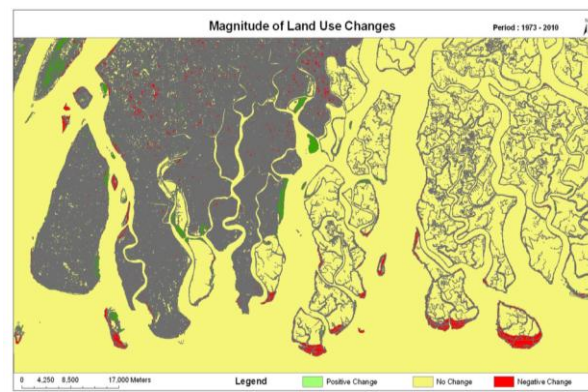 Magnitude of Land Use Changes
Period : 1973 - 2010
0 4,250 8,500 17,000 Meters
Legend
Positive Change
No Change
Negative Change